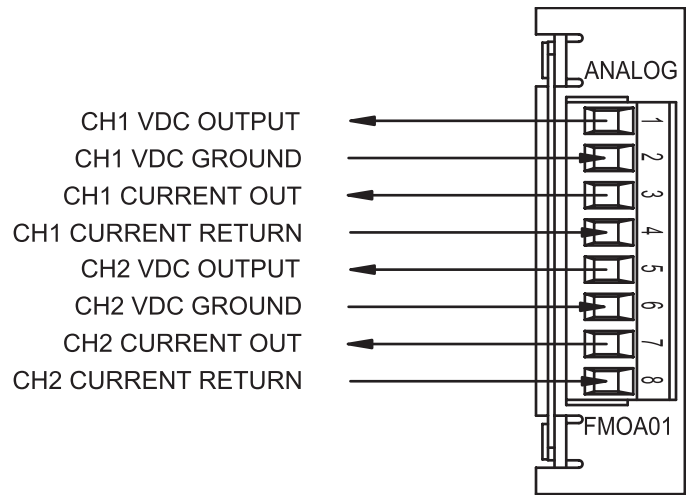 ANALOG
CH1 VDC OUTPUT 1
CH1 VDC GROUND 2
CH1 CURRENT OUT 3
CH1 CURRENT RETURN 4
CH2 VDC OUTPUT 5
CH2 VDC GROUND 6
CH2 CURRENT OUT 7
CH2 CURRENT RETURN 8
FMOA01